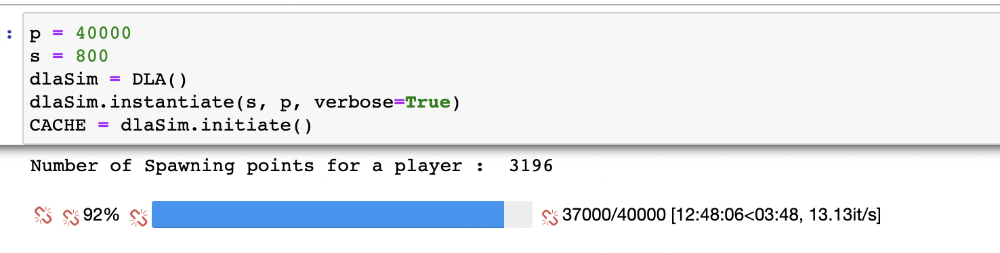 :
p = 40000
s = 800
dlaSim = DLA()
dlaSim.instantiate(s, p, verbose=True)
CACHE = dlaSim.initiate()
Number of Spawning points for a player :  3196
92% 37000/40000 [12:48:06<03:48, 13.13it/s]